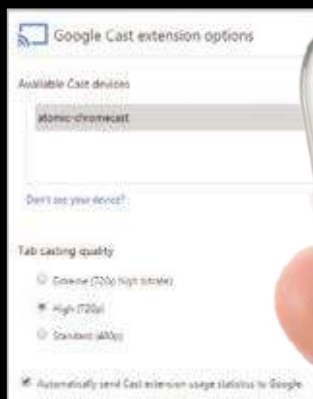 Google Cast extension options
Available Cast devices
atomic-chromecast
Don't see your device?
Tab casting quality
Extreme (720p high bitrate)
High (720p)
Standard (480p)
Automatically send Cast extension usage statistics to Google.